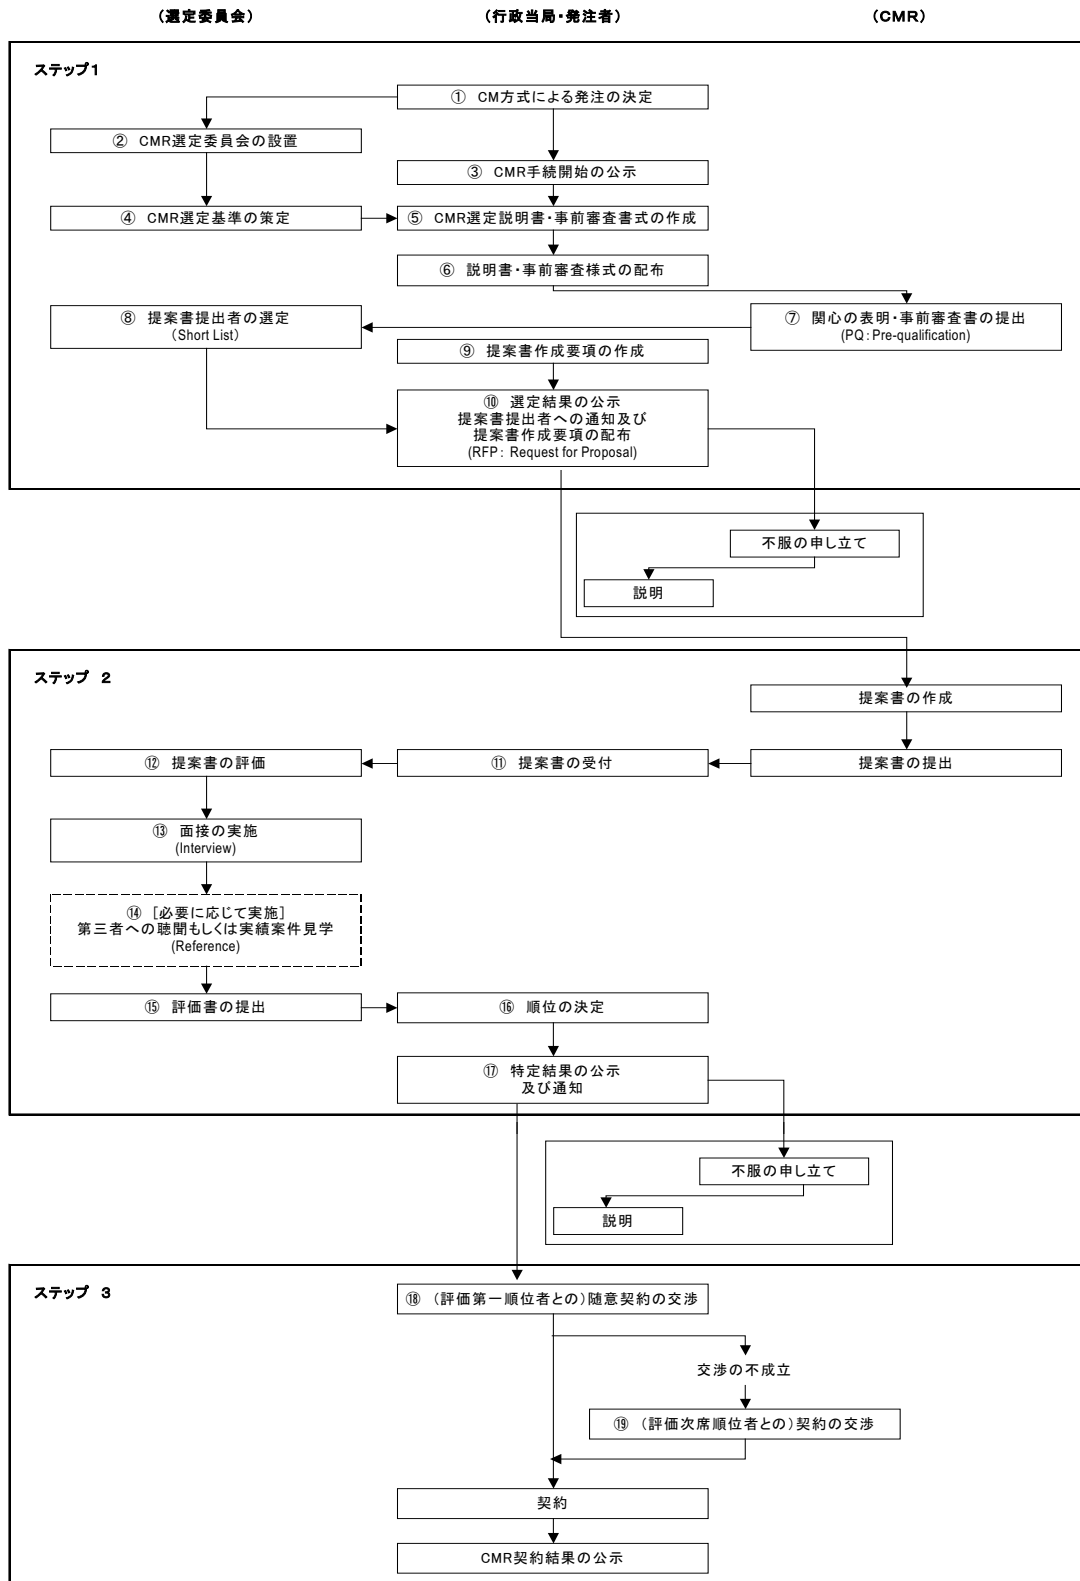 (選定委員会)
(行政当局・発注者)
(CMR)
ステップ1
① CM方式による発注の決定
② CMR選定委員会の設置
③ CMR手続開始の公示
④ CMR選定基準の策定
⑤ CMR選定説明書・事前審査書式の作成
⑥ 説明書・事前審査様式の配布
⑦ 関心の表明・事前審査書の提出
(PQ:Pre-qualification)
⑧ 提案書提出者の選定
(Short List)
⑨ 提案書作成要項の作成
⑩ 選定結果の公示
提案書提出者への通知及び
提案書作成要項の配布
(RFP: Request for Proposal)
不服の申し立て
説明
ステップ 2
提案書の作成
提案書の提出
⑪ 提案書の受付
⑫ 提案書の評価
⑬ 面接の実施
(Interview)
⑭ [必要に応じて実施]
第三者への聴聞もしくは実績案件見学
(Reference)
⑮ 評価書の提出
⑯ 順位の決定
⑰ 特定結果の公示
及び通知
不服の申し立て
説明
ステップ 3
⑱ (評価第一順位者との)随意契約の交渉
交渉の不成立
⑲ (評価次席順位者との)契約の交渉
契約
CMR契約結果の公示